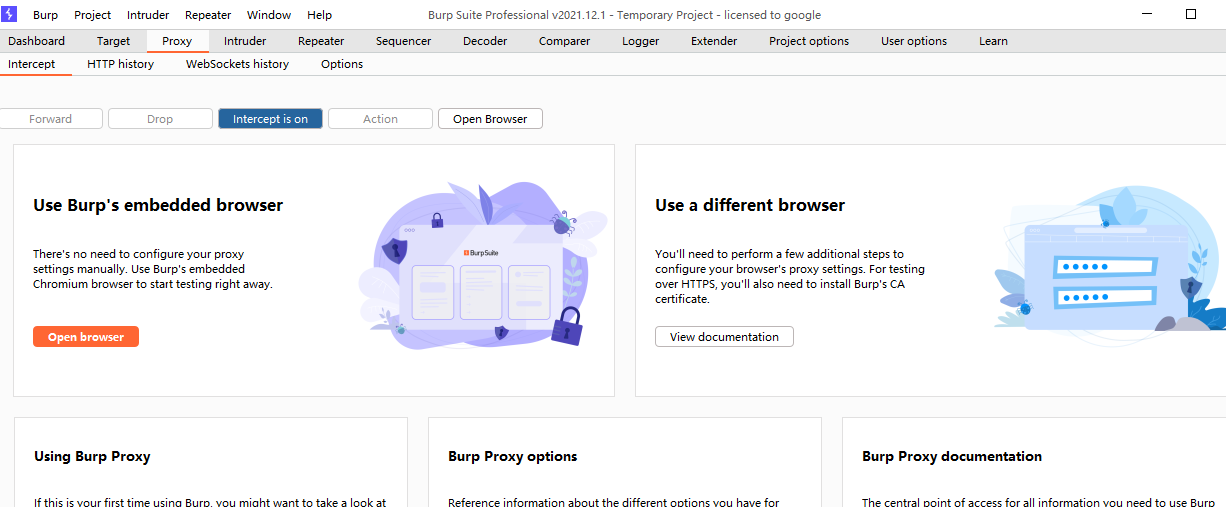 Burp Project Intruder Repeater Window Help Burp Suite Professional v2021.12.1 - Temporary Project - licensed to google
Dashboard Target Proxy Intruder Repeater Sequencer Decoder Comparer Logger Extender Project options User options Learn
Intercept HTTP history WebSockets history Options
Forward Drop Intercept is on Action Open Browser
Use Burp's embedded browser
There's no need to configure your proxy
settings manually. Use Burp's embedded
Chromium browser to start testing right away.
Open browser
Burp Suite
Use a different browser
You'll need to perform a few additional steps to
configure your browser's proxy settings. For testing
over HTTPS, you'll also need to install Burp's CA
certificate.
View documentation
Using Burp Proxy
If this is your first time using Burp, you might want to take a look at
Burp Proxy options
Reference information about the different options you have for
Burp Proxy documentation
The central point of access for all information you need to use Burp